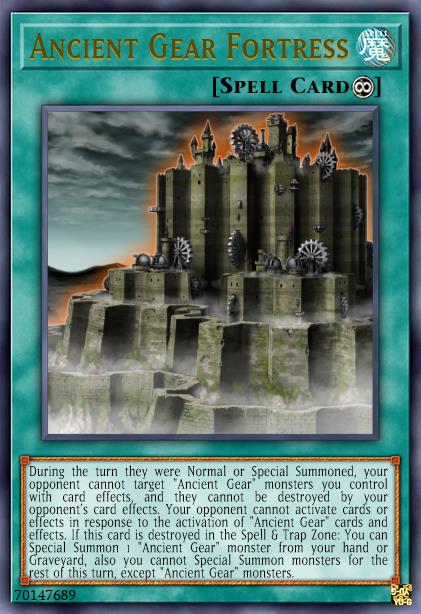 ANCIENT GEAR FORTRESS
SPELL
魔
[SPELL CARD]
During the turn they were Normal or Special Summoned, your
opponent cannot target "Ancient Gear" monsters you control
with card effects, and they cannot be destroyed by your
opponent's card effects. Your opponent cannot activate cards or
effects in response to the activation of "Ancient Gear" cards and
effects. If this card is destroyed in the Spell & Trap Zone: You can
Special Summon 1 "Ancient Gear" monster from your hand or
Graveyard, also you cannot Special Summon monsters for the
rest of this turn, except "Ancient Gear" monsters.
70147689